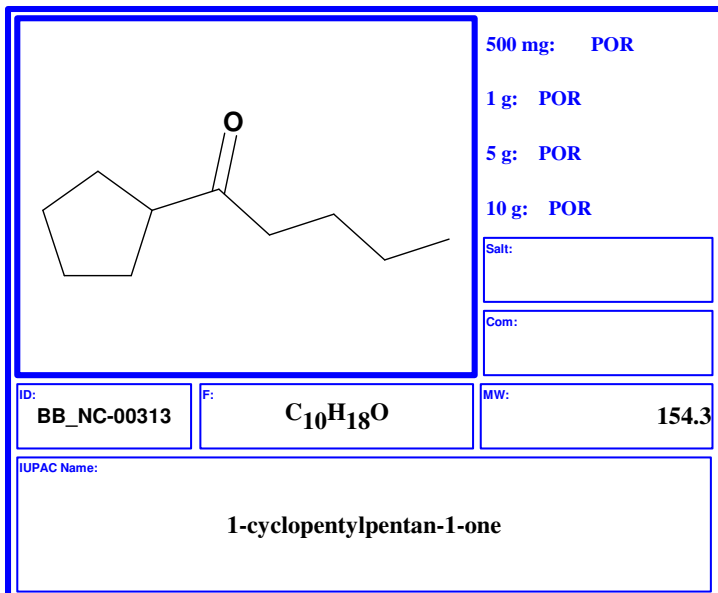 O
500 mg: POR
1 g: POR
5 g: POR
10 g: POR
Salt:
Com:
ID:
BB_NC-00313
F:
C10H18O
MW:
154.3
IUPAC Name:
1-cyclopentylpentan-1-one